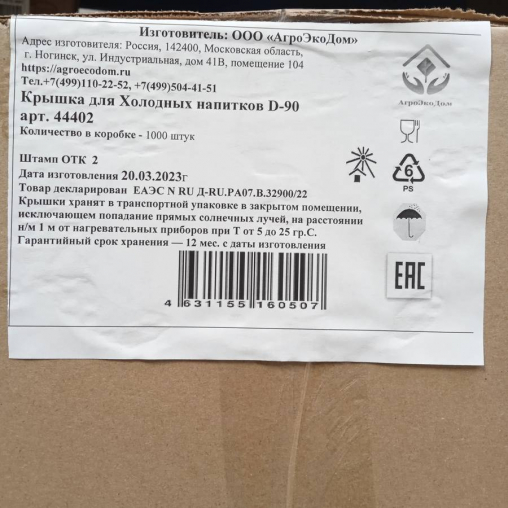 Изготовитель: ООО «АгроЭкоДом»
Адрес изготовителя: Россия, 142400, Московская область,
г. Ногинск, ул. Индустриальная, дом 41В, помещение 104
https://agroecodom.ru
Тел.+7(499)110-22-52, +7(499)504-41-51
АгроЭкоДом
Крышка для Холодных напитков D-90
арт. 44402
Количество в коробке - 1000 штук
Штамп ОТК 2
6
PS
Дата изготовления 20.03.2023г
Товар декларирован ЕАЭС N RU Д-RU.РА07.В.32900/22
Крышки хранят в транспортной упаковке в закрытом помещении,
исключающем попадание прямых солнечных лучей, на расстоянии
н/м 1 м от нагревательных приборов при Т от 5 до 25 гр.С.
Гарантийный срок хранения — 12 мес. с даты изготовления
EAC
4 631155 160507